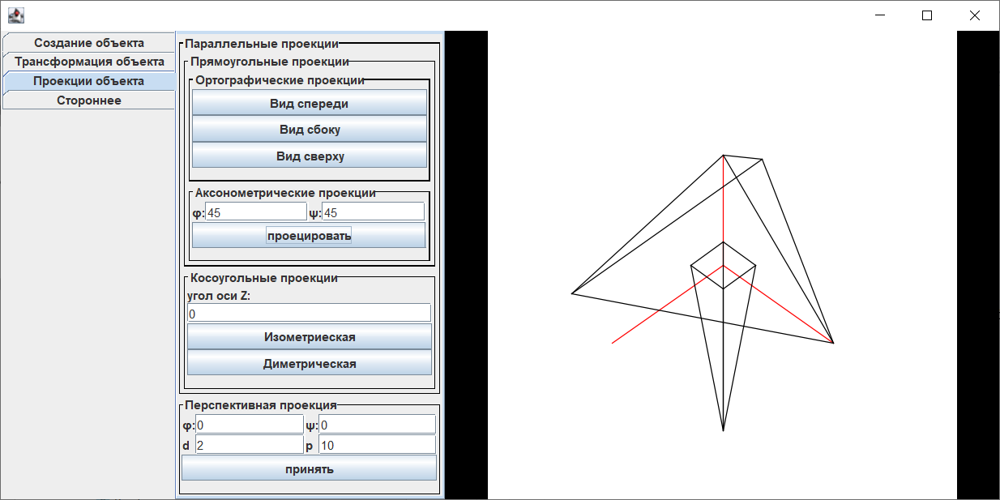 Создание объекта
Трансформация объекта
Проекции объекта
Стороннее
Параллельные проекции
Прямоугольные проекции
Ортографические проекции
Вид спереди
Вид сбоку
Вид сверху
Аксонометрические проекции
φ: 45 ψ: 45
проецировать
Косоугольные проекции
угол оси Z:
0
Изометриеская
Диметрическая
Перспективная проекция
φ: 0 ψ: 0
d 2 p 10
принять